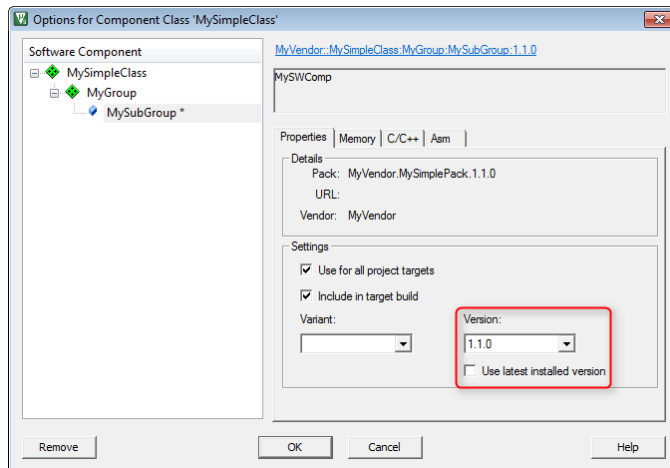 Options for Component Class 'MySimpleClass'
Software Component
MySimpleClass
MyGroup
MySubGroup *
MyVendor::MySimpleClass:MyGroup:MySubGroup:1.1.0
MySWComp
Properties Memory C/C++ Asm
Details
Pack: MyVendor.MySimplePack.1.1.0
URL:
Vendor: MyVendor
Settings
Use for all project targets
Include in target build
Variant: Version:
1.1.0
Use latest installed version
Remove OK Cancel Help